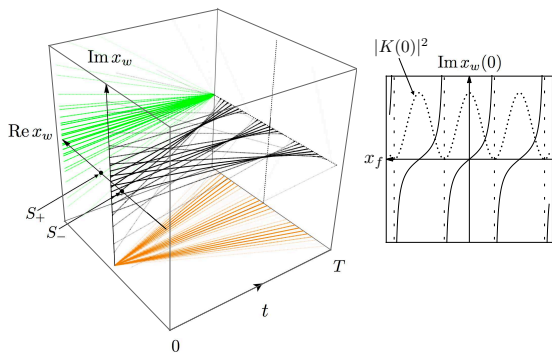 Im x_w
Re x_w
S_+
S_-
0
t
T
|K(0)|^2
Im x_w(0)
x_f